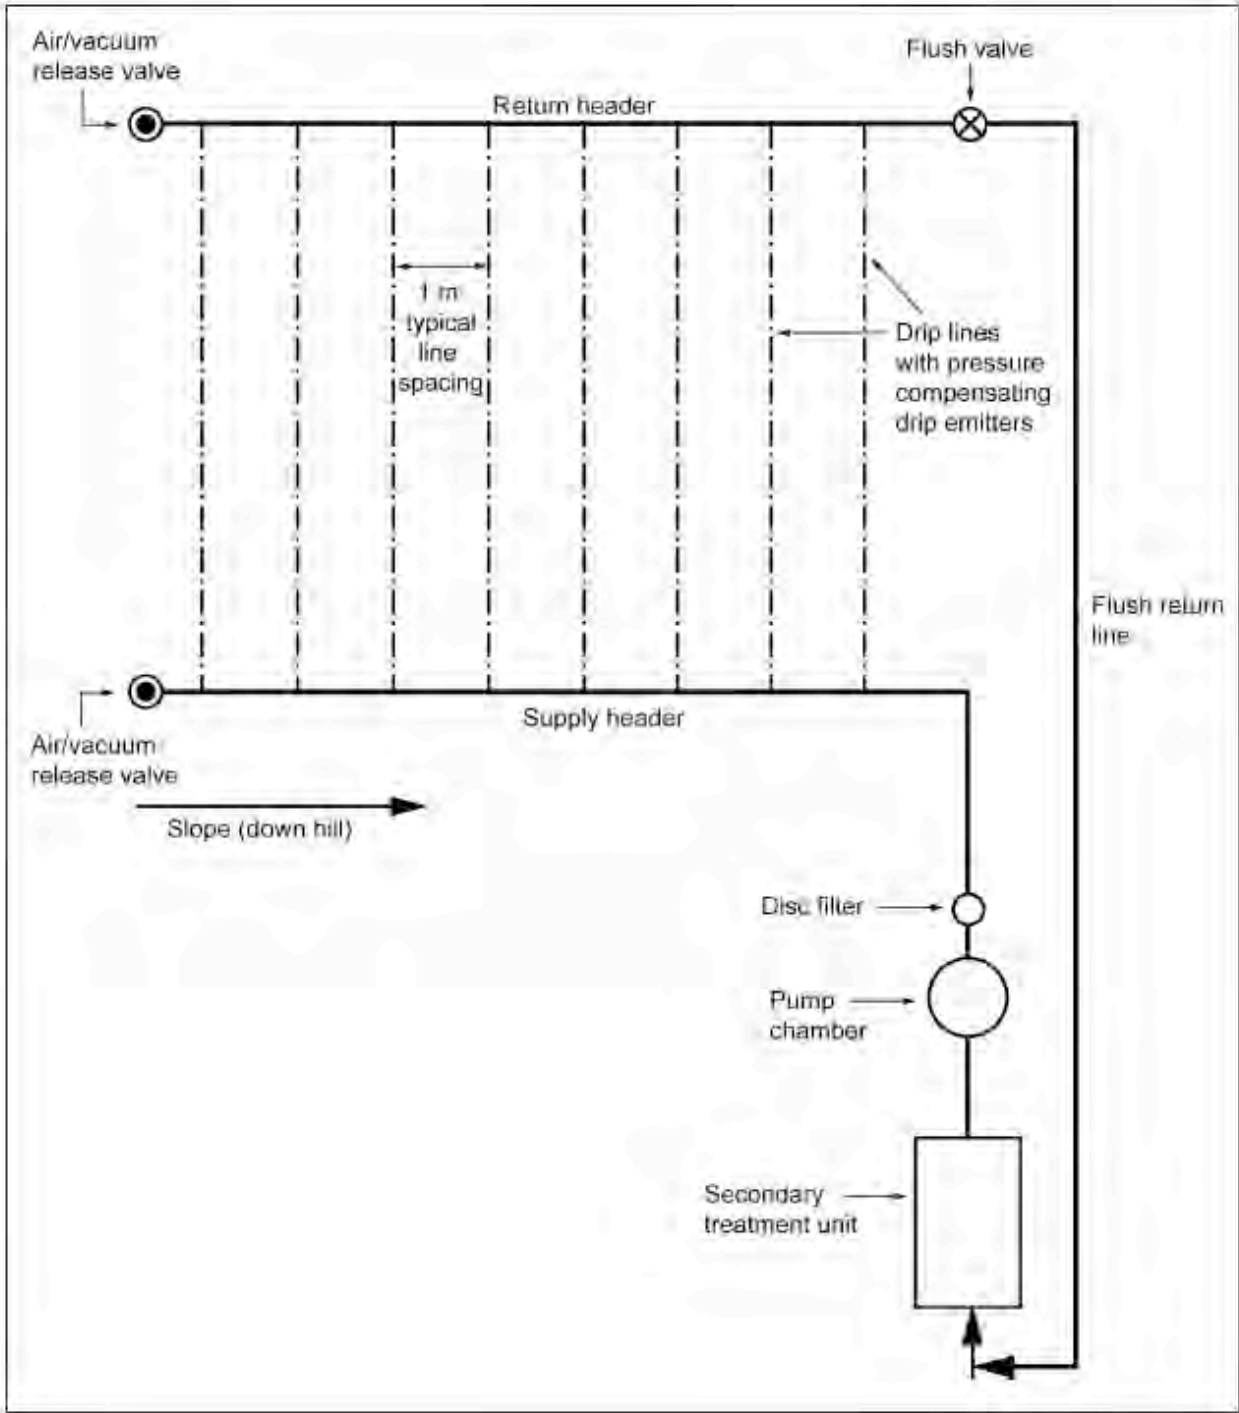 Air/vacuum
release valve
Flush valve
Return header
1 m
typical
line
spacing
Drip lines
with pressure
compensating
drip emitters
Flush return
line
Supply header
Air/vacuum
release valve
Slope (down hill)
Disc filter
Pump
chamber
Secondary
treatment unit